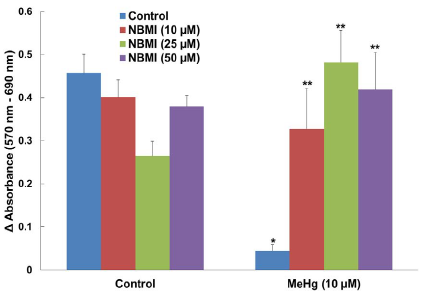 0.6
0.5
0.4
0.3
0.2
0.1
0
Δ Absorbance (570 nm - 690 nm)
Control
NBMI (10 µM)
NBMI (25 µM)
NBMI (50 µM)
**
**
**
*
Control
MeHg (10 µM)